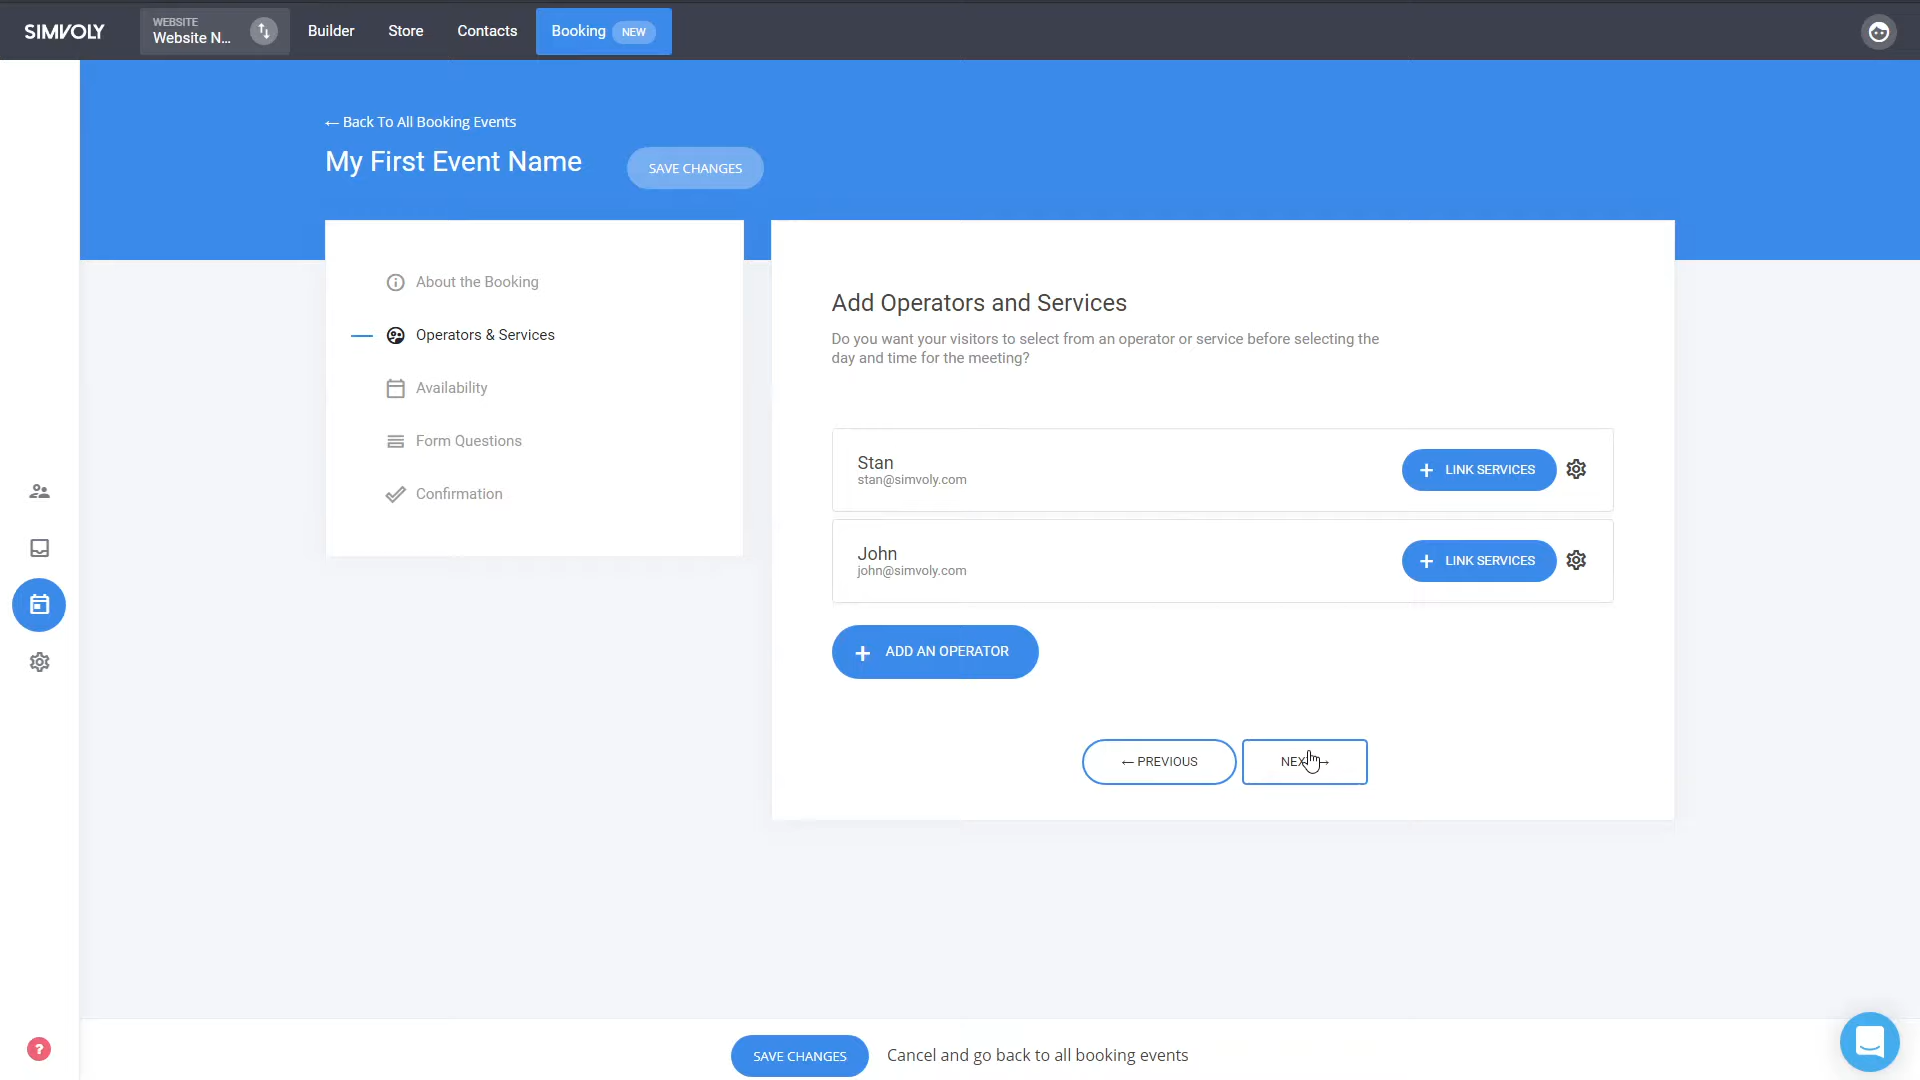 SIMVOLY
WEBSITE
Website N...
Builder
Store
Contacts
Booking NEW
← Back To All Booking Events
My First Event Name
SAVE CHANGES
About the Booking
Operators & Services
Availability
Form Questions
Confirmation
Add Operators and Services
Do you want your visitors to select from an operator or service before selecting the
day and time for the meeting?
Stan
stan@simvoly.com
+ LINK SERVICES
John
john@simvoly.com
+ LINK SERVICES
+ ADD AN OPERATOR
← PREVIOUS
?
SAVE CHANGES
Cancel and go back to all booking events